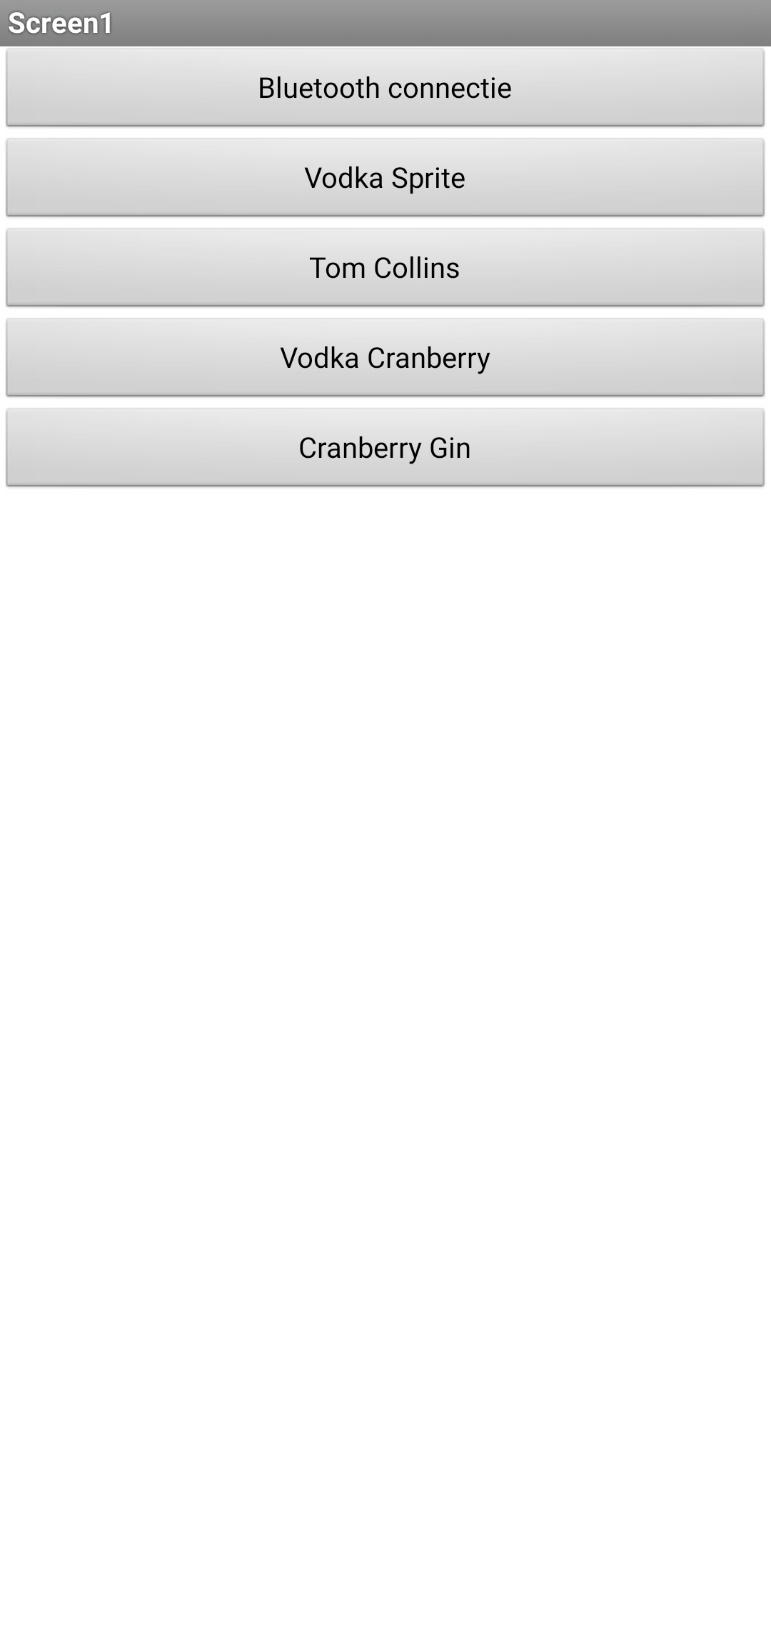 Screen1
Bluetooth connectie
Vodka Sprite
Tom Collins
Vodka Cranberry
Cranberry Gin